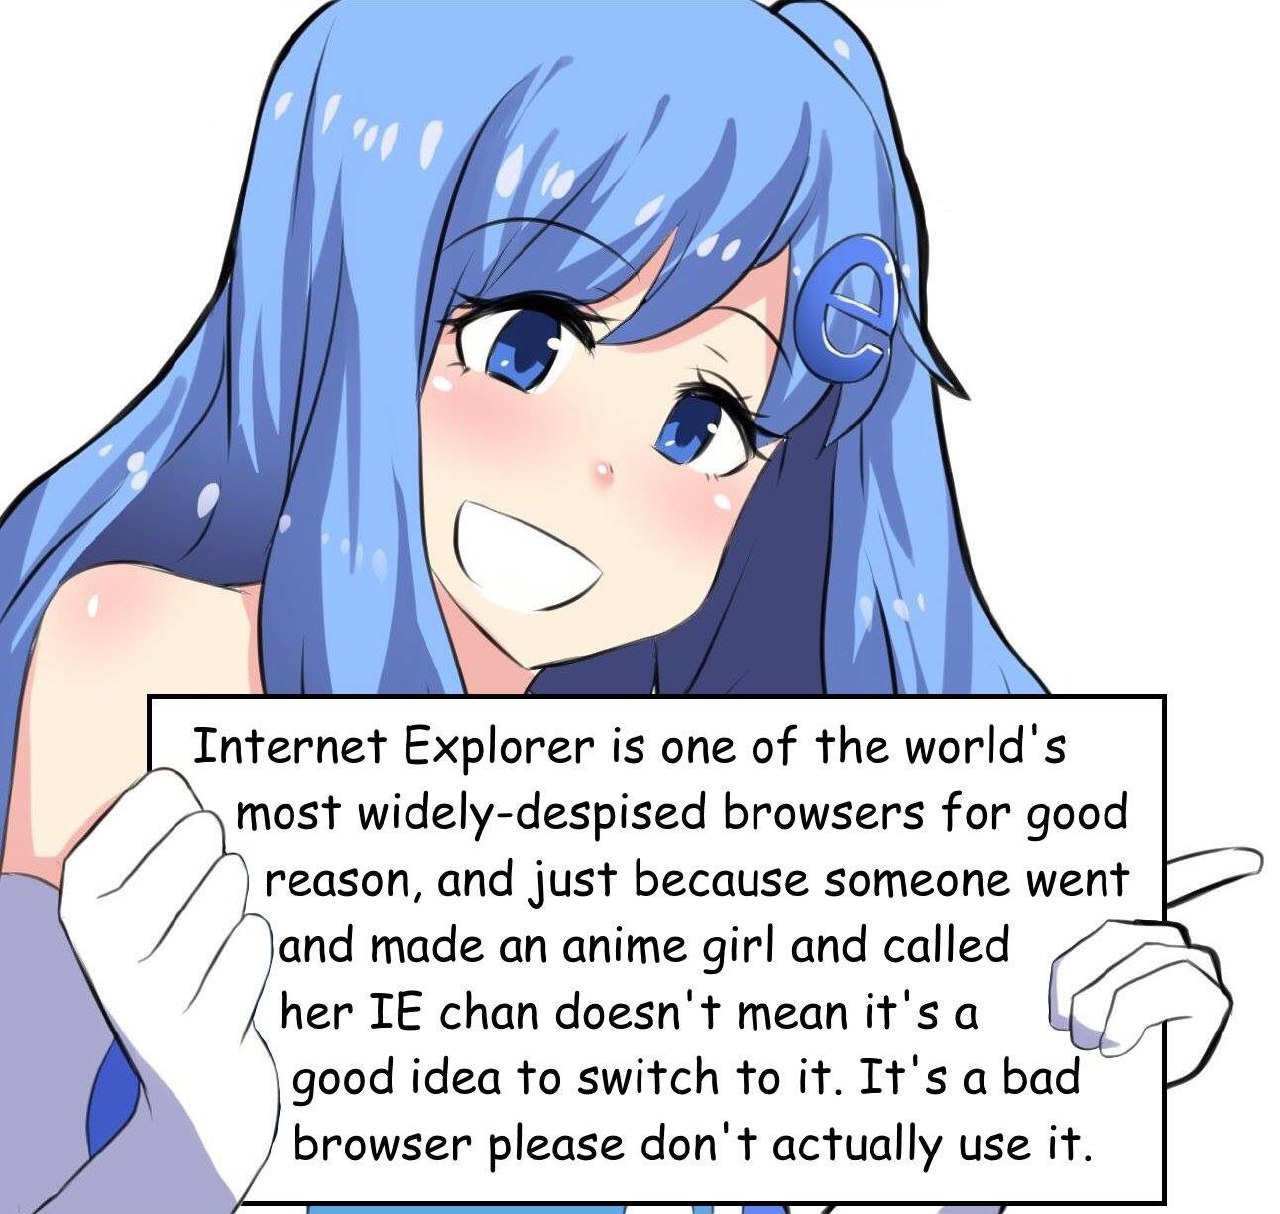 e
Internet Explorer is one of the world's
most widely-despised browsers for good
reason, and just because someone went
and made an anime girl and called
her IE chan doesn't mean it's a
good idea to switch to it. It's a bad
browser please don't actually use it.